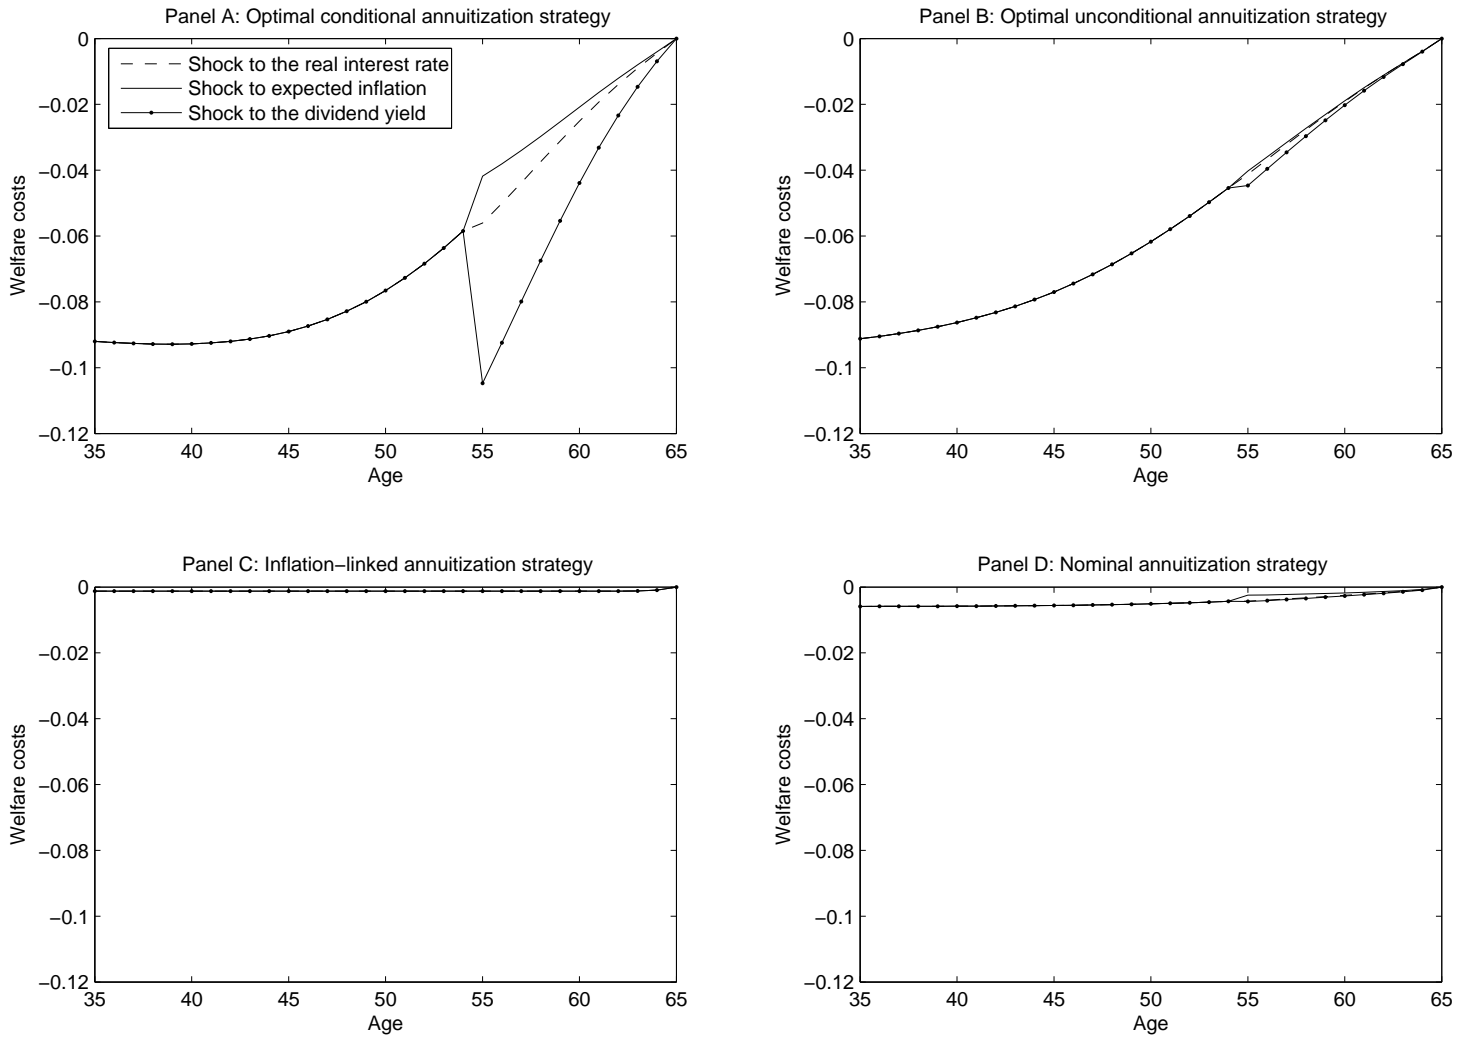 Panel A: Optimal conditional annuitization strategy
0
−0.02
−0.04
−0.06
−0.08
−0.1
−0.12
Welfare costs
Shock to the real interest rate
Shock to expected inflation
Shock to the dividend yield
35 40 45 50 55 60 65
Age
Panel B: Optimal unconditional annuitization strategy
0
−0.02
−0.04
−0.06
−0.08
−0.1
−0.12
Welfare costs
35 40 45 50 55 60 65
Age
Panel C: Inflation−linked annuitization strategy
0
−0.02
−0.04
−0.06
−0.08
−0.1
−0.12
Welfare costs
35 40 45 50 55 60 65
Age
Panel D: Nominal annuitization strategy
0
−0.02
−0.04
−0.06
−0.08
−0.1
−0.12
Welfare costs
35 40 45 50 55 60 65
Age